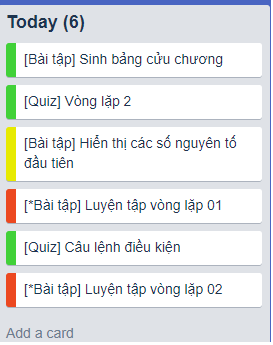 Today (6)
[Bài tập] Sinh bảng cửu chương
[Quiz] Vòng lặp 2
[Bài tập] Hiển thị các số nguyên tố
đầu tiên
[*Bài tập] Luyện tập vòng lặp 01
[Quiz] Câu lệnh điều kiện
[*Bài tập] Luyện tập vòng lặp 02
Add a card